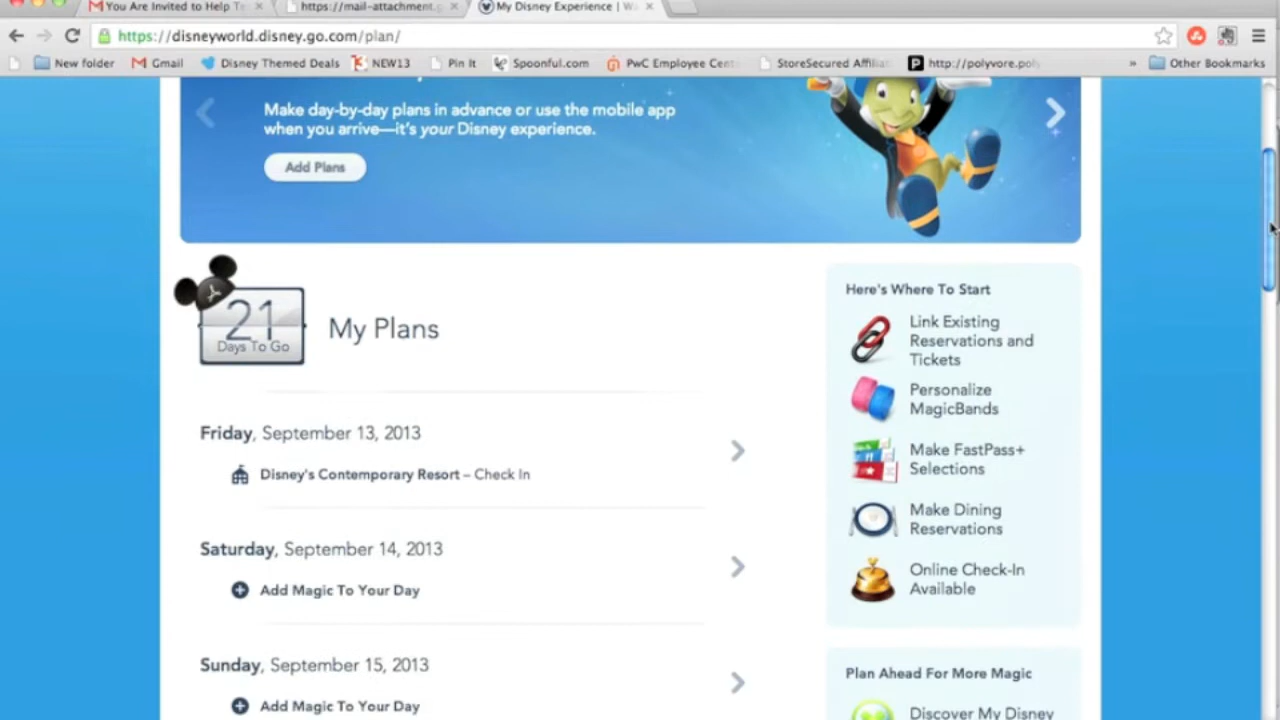 You are Invited to Help Te
https://mail-attachment.g
My Disney Experience | Wa
https://disneyworld.disney.go.com/plan/
New folder
Gmail
Disney Themed Deals
NEW13
Pin It
Spoonful.com
PwC Employee Cent
StoreSecured Affiliat
http://polyvore.poly
»
Other Bookmarks
Make day-by-day plans in advance or use the mobile app
when you arrive—it's your Disney experience.
Add Plans
21
Days To Go
My Plans
Friday, September 13, 2013
Disney's Contemporary Resort – Check In
Saturday, September 14, 2013
Add Magic To Your Day
Sunday, September 15, 2013
Add Magic To Your Day
Here's Where To Start
Link Existing
Reservations and
Tickets
Personalize
MagicBands
Make FastPass+
Selections
Make Dining
Reservations
Online Check-In
Available
Plan Ahead For More Magic
Discover My Disney